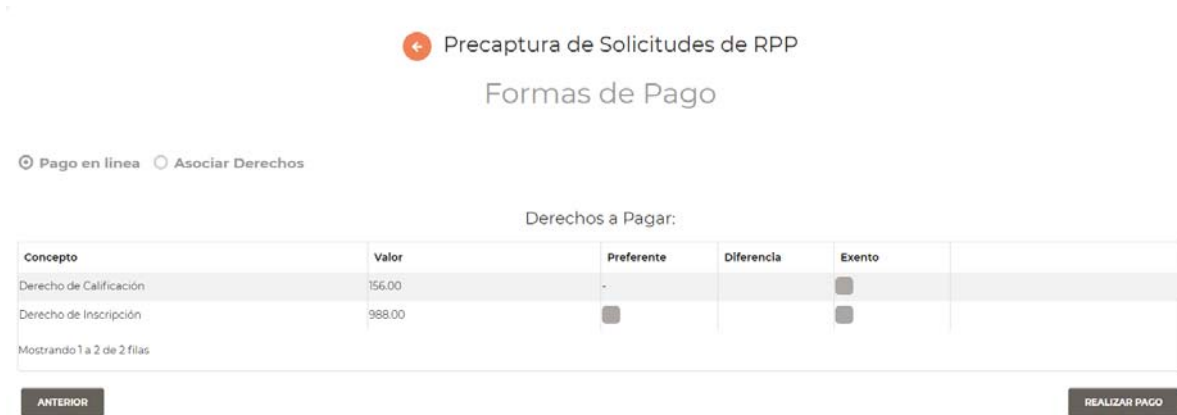 Precaptura de Solicitudes de RPP
Formas de Pago
Pago en linea Asociar Derechos
Derechos a Pagar:
Concepto Valor Preferente Diferencia Exento
Derecho de Calificación 156.00 -
Derecho de Inscripción 988.00
Mostrando 1 a 2 de 2 filas
ANTERIOR REALIZAR PAGO